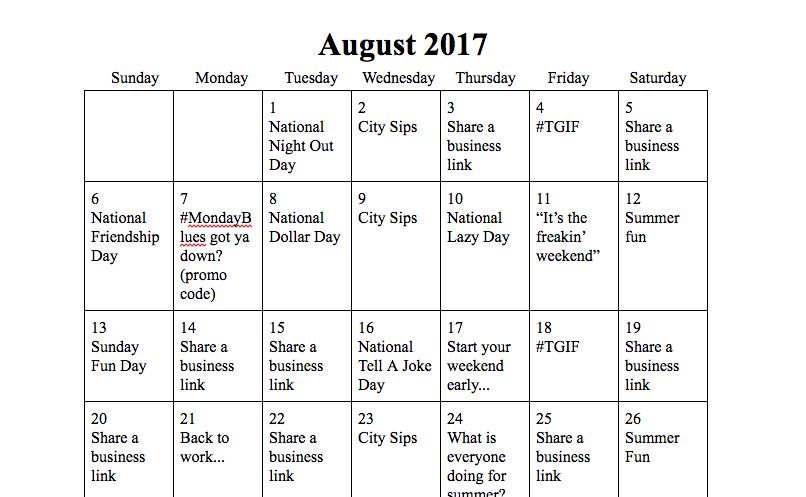 August 2017
Sunday Monday Tuesday Wednesday Thursday Friday Saturday
1
National
Night Out
Day
2
City Sips
3
Share a
business
link
4
#TGIF
5
Share a
business
link
6
National
Friendship
Day
7
#MondayB
lues got ya
down?
(promo
code)
8
National
Dollar Day
9
City Sips
10
National
Lazy Day
11
“It’s the
freakin’
weekend”
12
Summer
fun
13
Sunday
Fun Day
14
Share a
business
link
15
Share a
business
link
16
National
Tell A Joke
Day
17
Start your
weekend
early...
18
#TGIF
19
Share a
business
link
20
Share a
business
link
21
Back to
work...
22
Share a
business
link
23
City Sips
24
What is
everyone
doing for
summer?
25
Share a
business
link
26
Summer
Fun